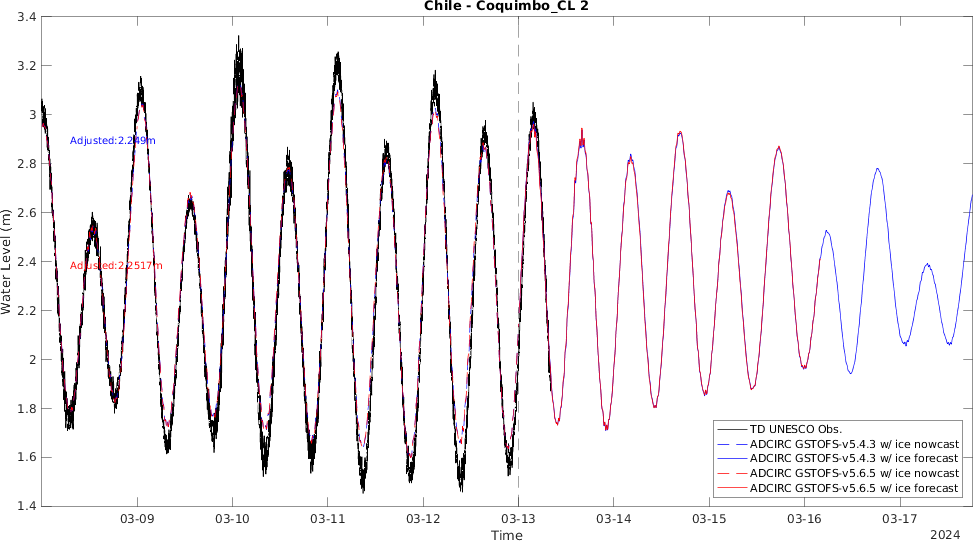 Chile - Coquimbo_CL 2
3.4
3.2
3
2.8
2.6
2.4
2.2
2
1.8
1.6
1.4
Water Level (m)
Adjusted:2.249m
Adjusted:2.2517m
TD UNESCO Obs.
ADCIRC GSTOFS-v5.4.3 w/ ice nowcast
ADCIRC GSTOFS-v5.4.3 w/ ice forecast
ADCIRC GSTOFS-v5.6.5 w/ ice nowcast
ADCIRC GSTOFS-v5.6.5 w/ ice forecast
03-09 03-10 03-11 03-12 03-13 03-14 03-15 03-16 03-17
Time
2024